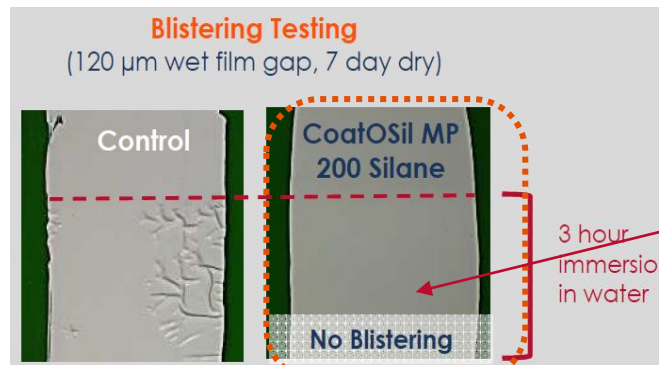 Blistering Testing
(120 µm wet film gap, 7 day dry)
Control
CoatOSil MP
200 Silane
3 hour
immersio
in water
No Blistering